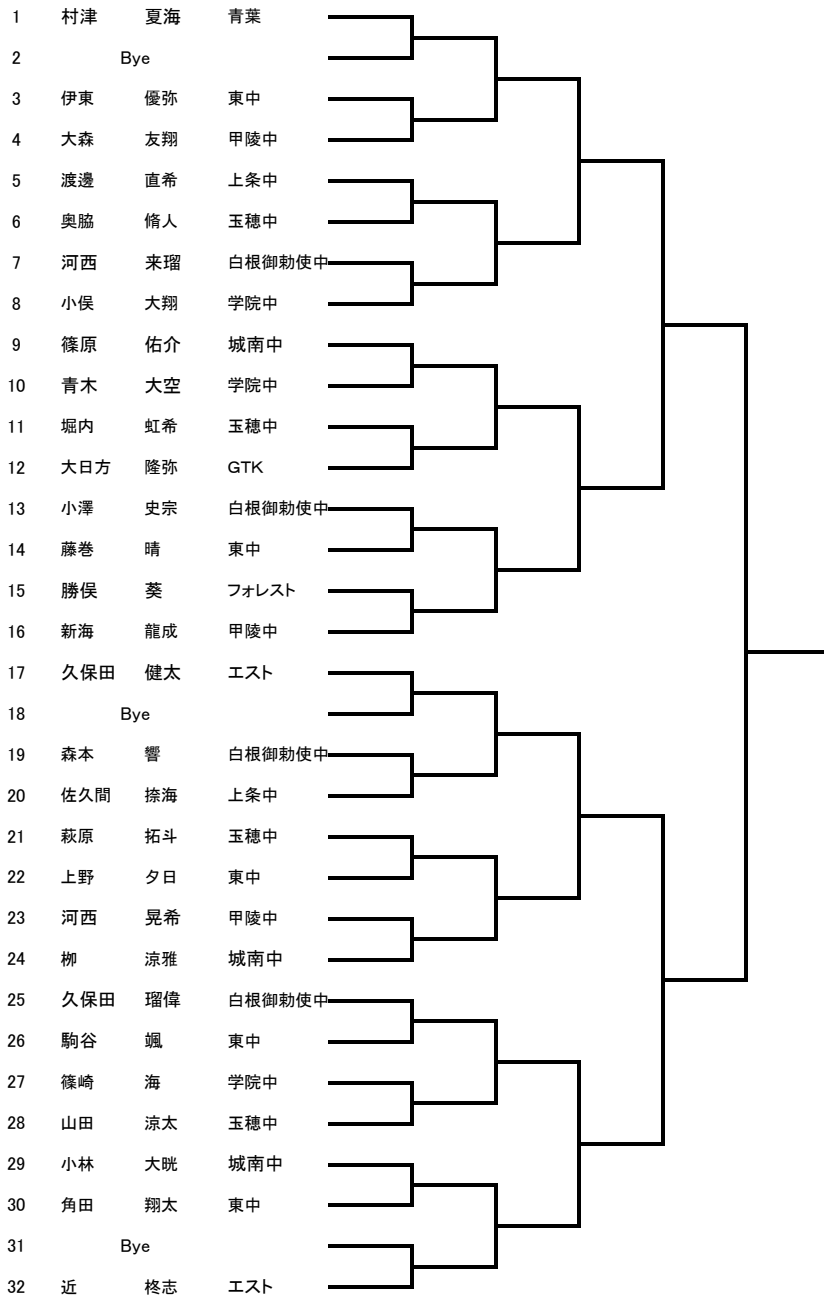 1 村津 夏海 青葉
2 Bye
3 伊東 優弥 東中
4 大森 友翔 甲陵中
5 渡邊 直希 上条中
6 奥脇 脩人 玉穂中
7 河西 来瑠 白根御勅使中
8 小俣 大翔 学院中
9 篠原 佑介 城南中
10 青木 大空 学院中
11 堀内 虹希 玉穂中
12 大日方 隆弥 GTK
13 小澤 史宗 白根御勅使中
14 藤巻 晴 東中
15 勝俣 葵 フォレスト
16 新海 龍成 甲陵中
17 久保田 健太 エスト
18 Bye
19 森本 響 白根御勅使中
20 佐久間 捺海 上条中
21 萩原 拓斗 玉穂中
22 上野 夕日 東中
23 河西 晃希 甲陵中
24 栁 涼雅 城南中
25 久保田 瑠偉 白根御勅使中
26 駒谷 颯 東中
27 篠崎 海 学院中
28 山田 涼太 玉穂中
29 小林 大晄 城南中
30 角田 翔太 東中
31 Bye
32 近 柊志 エスト